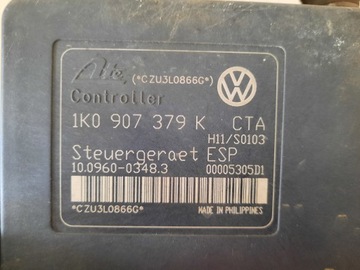 Ate (*CZU3L0866G*)
Controller
1K0 907 379 K CTA
H11/S0103
Steuergeraet ESP
10.0960-0348.3 00005305D1
*CZU3L0866G*
MADE IN PHILIPPINES